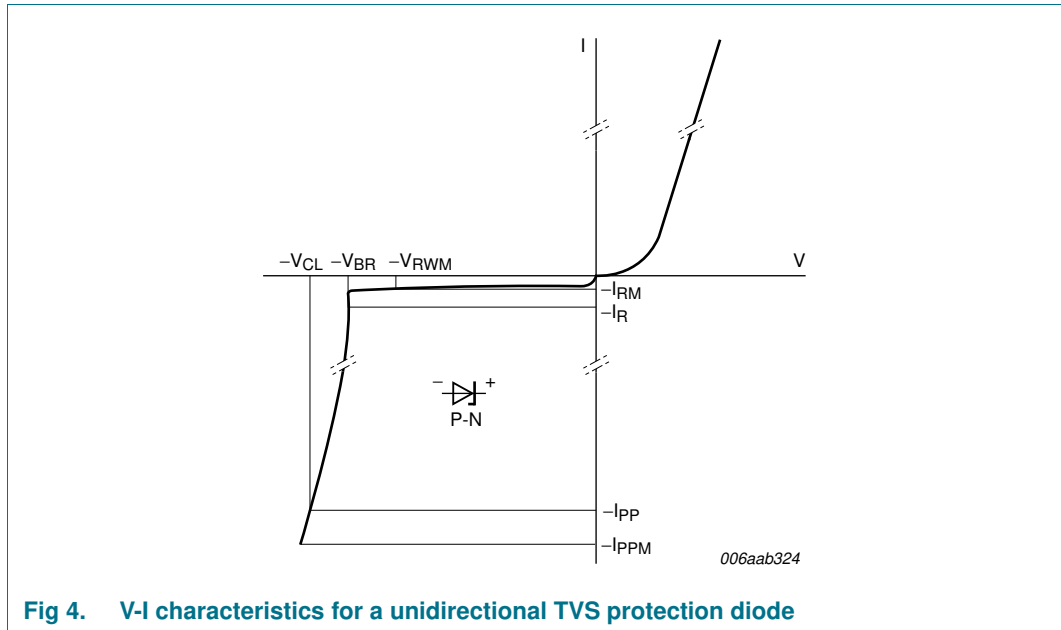 I
−VCL −VBR −VRWM V
−IRM
−IR
− +
P-N
−IPP
−IPPM
006aab324
Fig 4. V-I characteristics for a unidirectional TVS protection diode